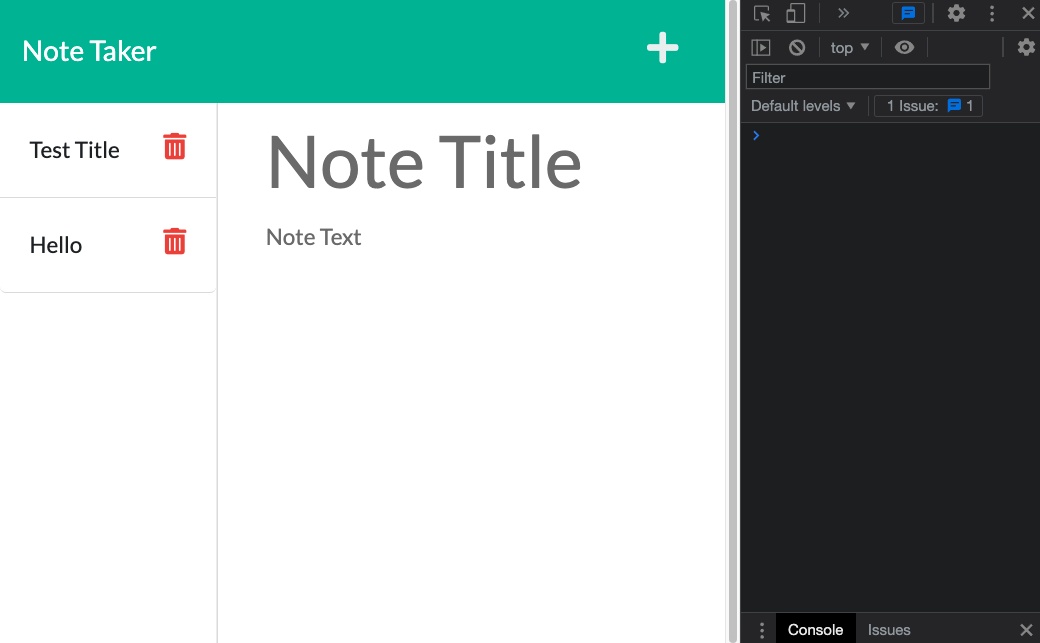 Note Taker
Test Title
Hello
Note Title
Note Text
top
Filter
Default levels
1 Issue: 1
Console Issues